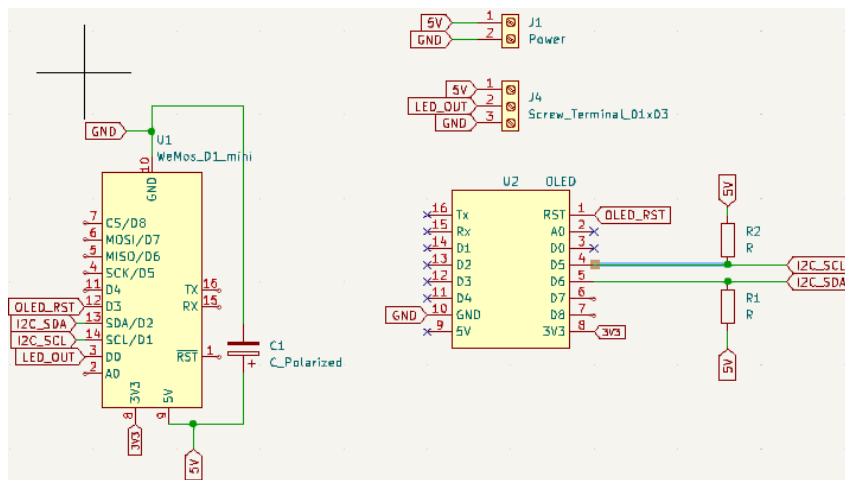 5V 1 J1
GND 2 Power
5V 1
LED_OUT 2 J4
GND 3 Screw_Terminal_01x03
GND
U1
WeMos_D1_mini
10
GND
7 CS/D8
6 MOSI/D7
5 MISO/D6
4 SCK/D5
11 D4 TX 16
OLED_RST 12 D3 RX 15
I2C_SDA 13 SDA/D2
I2C_SCL 14 SCL/D1
LED_OUT 3 D0 RST 1
2 A0
3V3 5V
8 9
3V3
5V
C1
C_Polarized
+
U2 OLED
16 Tx RST 1 OLED_RST
15 Rx A0 2
14 D1 D0 3
13 D2 D5 4
12 D3 D6 5
11 D4 D7 6
GND 10 GND D8 7
9 5V 3V3 8 3V3
5V
R2
R
I2C_SCL
I2C_SDA
R1
R
5V